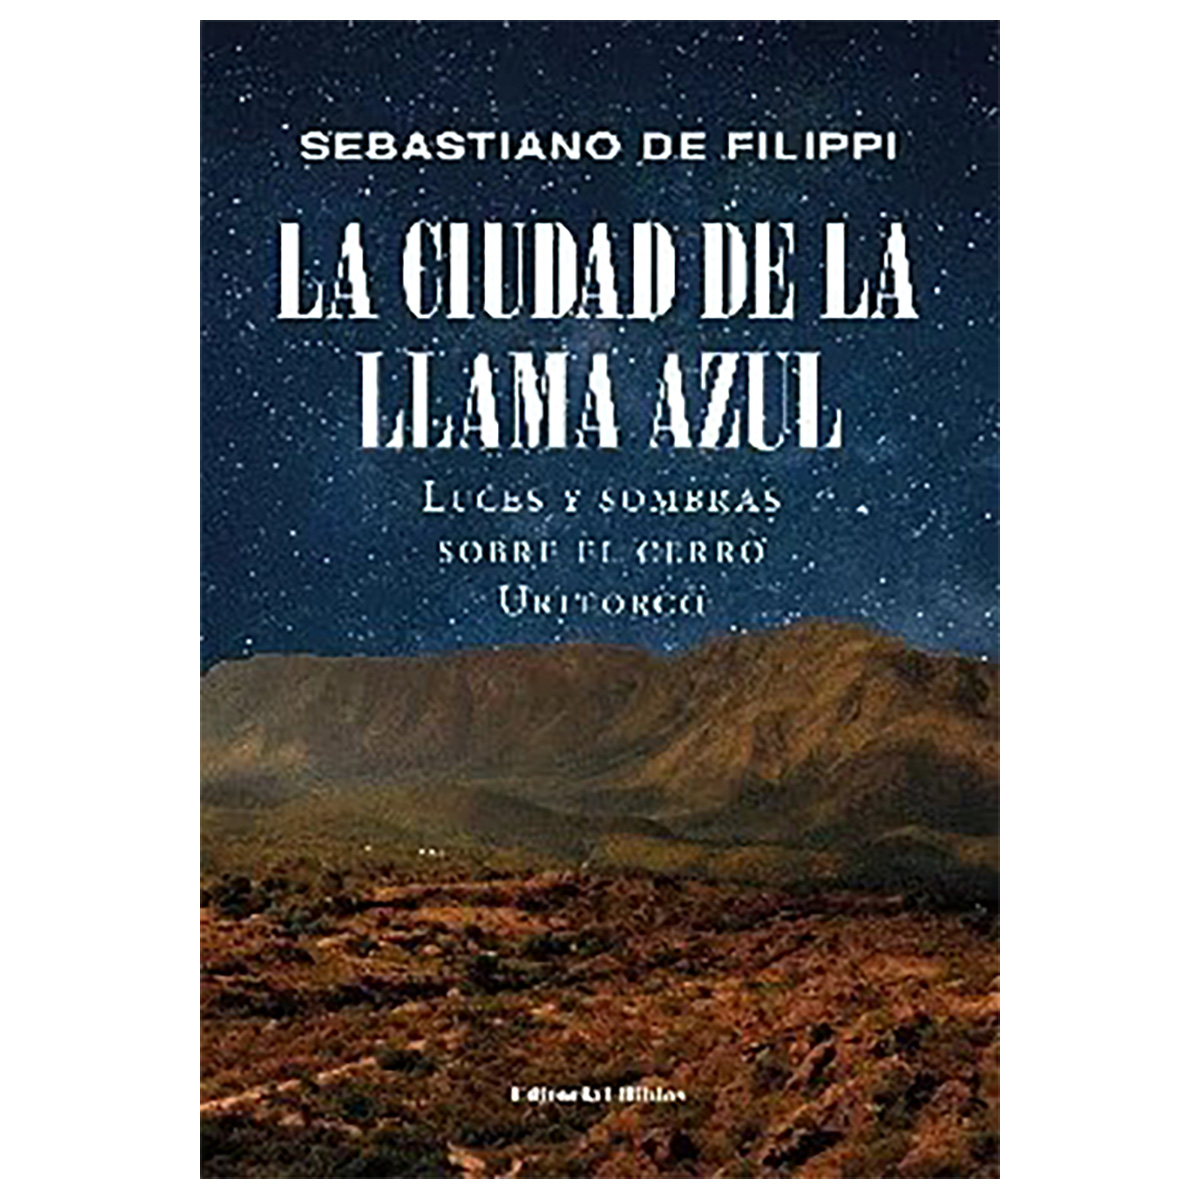 SEBASTIANO DE FILIPPI
LA CIUDAD DE LA
LLAMA AZUL
LUCES Y SOMBRAS
SOBRE EL CERRO
URITORCO
Editorial Biblos